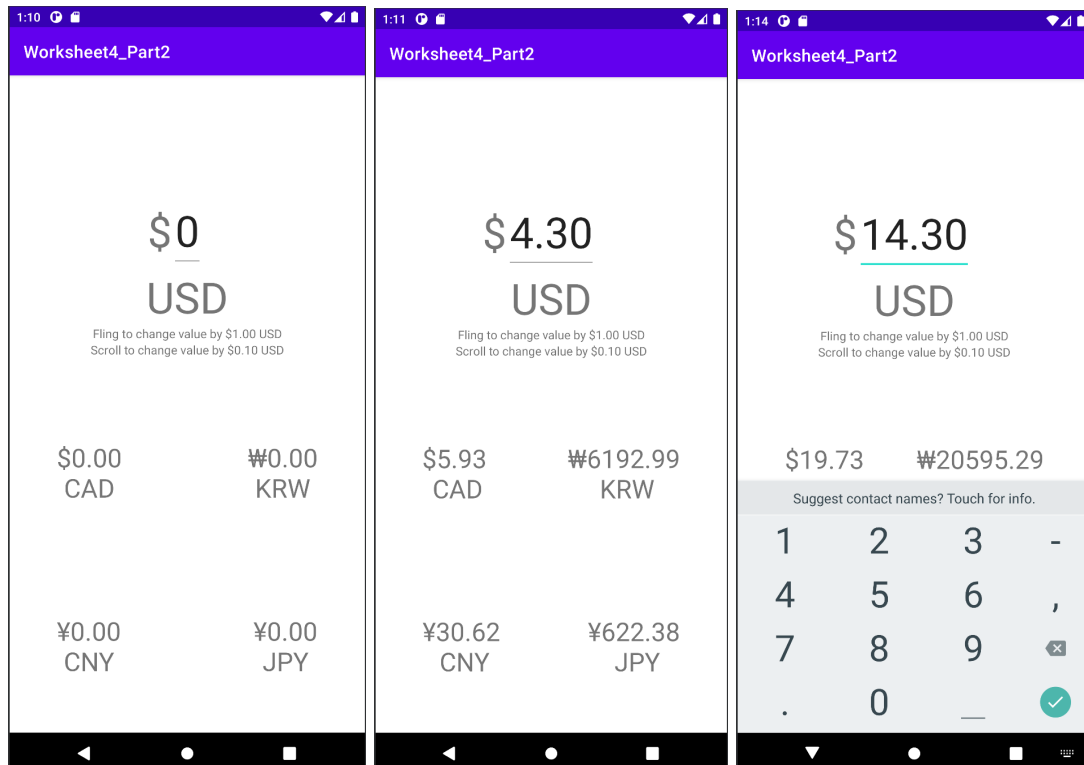 1:10
Worksheet4_Part2
$0
USD
Fling to change value by $1.00 USD
Scroll to change value by $0.10 USD
$0.00 ₩0.00
CAD KRW
¥0.00 ¥0.00
CNY JPY
1:11
Worksheet4_Part2
$4.30
USD
Fling to change value by $1.00 USD
Scroll to change value by $0.10 USD
$5.93 ₩6192.99
CAD KRW
¥30.62 ¥622.38
CNY JPY
1:14
Worksheet4_Part2
$14.30
USD
Fling to change value by $1.00 USD
Scroll to change value by $0.10 USD
$19.73 ₩20595.29
Suggest contact names? Touch for info.
1 2 3 -
4 5 6 ,
7 8 9
. 0 _